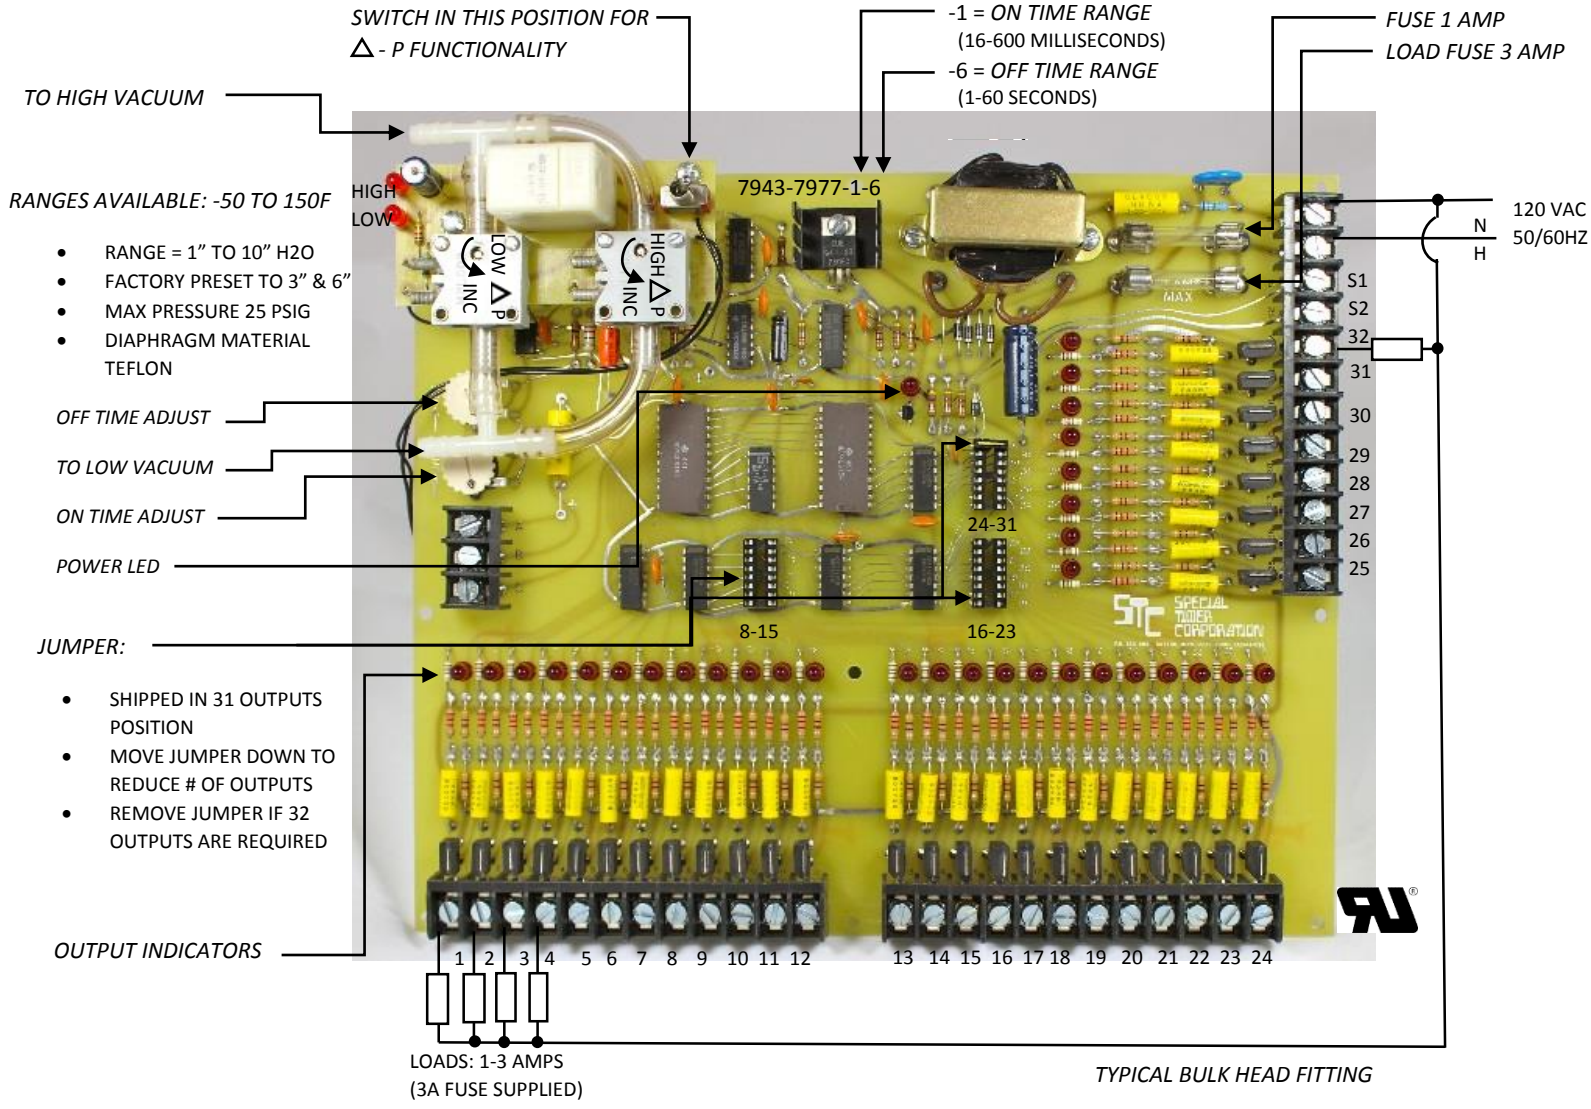 SWITCH IN THIS POSITION FOR
△ - P FUNCTIONALITY
-1 = ON TIME RANGE
(16-600 MILLISECONDS)
-6 = OFF TIME RANGE
(1-60 SECONDS)
FUSE 1 AMP
LOAD FUSE 3 AMP
TO HIGH VACUUM
RANGES AVAILABLE: -50 TO 150F
• RANGE = 1” TO 10” H2O
• FACTORY PRESET TO 3” & 6”
• MAX PRESSURE 25 PSIG
• DIAPHRAGM MATERIAL
TEFLON
HIGH
LOW
LOW △ P
INC
HIGH △ P
INC
7943-7977-1-6
MAX
120 VAC
50/60HZ
N
H
S1
S2
32
31
30
29
28
27
26
25
OFF TIME ADJUST
TO LOW VACUUM
ON TIME ADJUST
POWER LED
24-31
8-15
16-23
STC SPECIAL
TIMER
CORPORATION
JUMPER:
• SHIPPED IN 31 OUTPUTS
POSITION
• MOVE JUMPER DOWN TO
REDUCE # OF OUTPUTS
• REMOVE JUMPER IF 32
OUTPUTS ARE REQUIRED
OUTPUT INDICATORS
1 2 3 4 5 6 7 8 9 10 11 12
13 14 15 16 17 18 19 20 21 22 23 24
LOADS: 1-3 AMPS
(3A FUSE SUPPLIED)
TYPICAL BULK HEAD FITTING